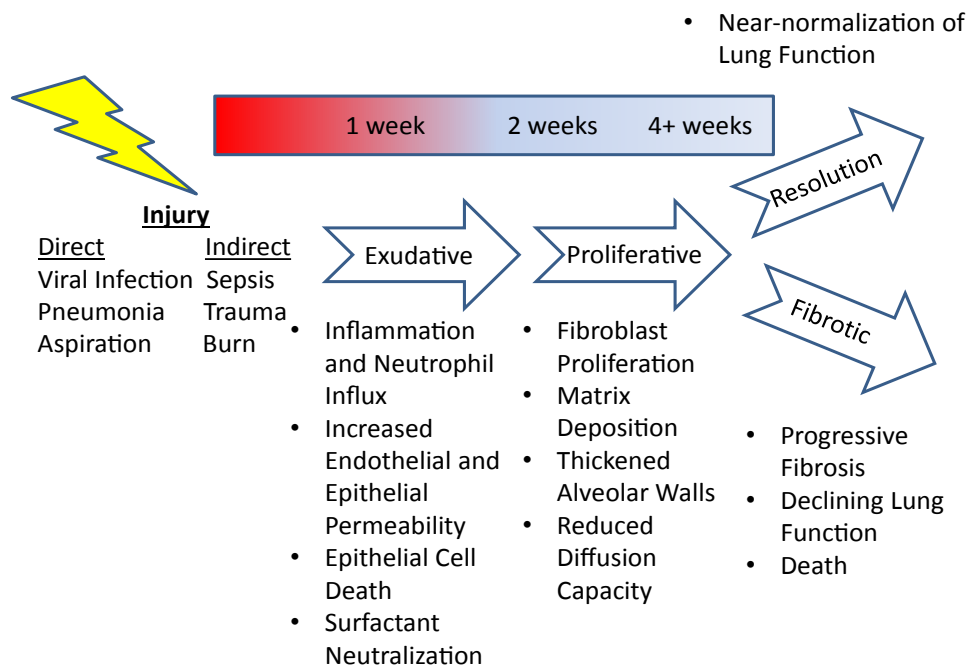 • Near-normalization of
Lung Function
1 week 2 weeks 4+ weeks
Injury
Direct Indirect
Viral Infection Sepsis
Pneumonia Trauma
Aspiration Burn
Exudative
• Inflammation
and Neutrophil
Influx
• Increased
Endothelial and
Epithelial
Permeability
• Epithelial Cell
Death
• Surfactant
Neutralization
Proliferative
• Fibroblast
Proliferation
• Matrix
Deposition
• Thickened
Alveolar Walls
• Reduced
Diffusion
Capacity
Resolution
Fibrotic
• Progressive
Fibrosis
• Declining Lung
Function
• Death